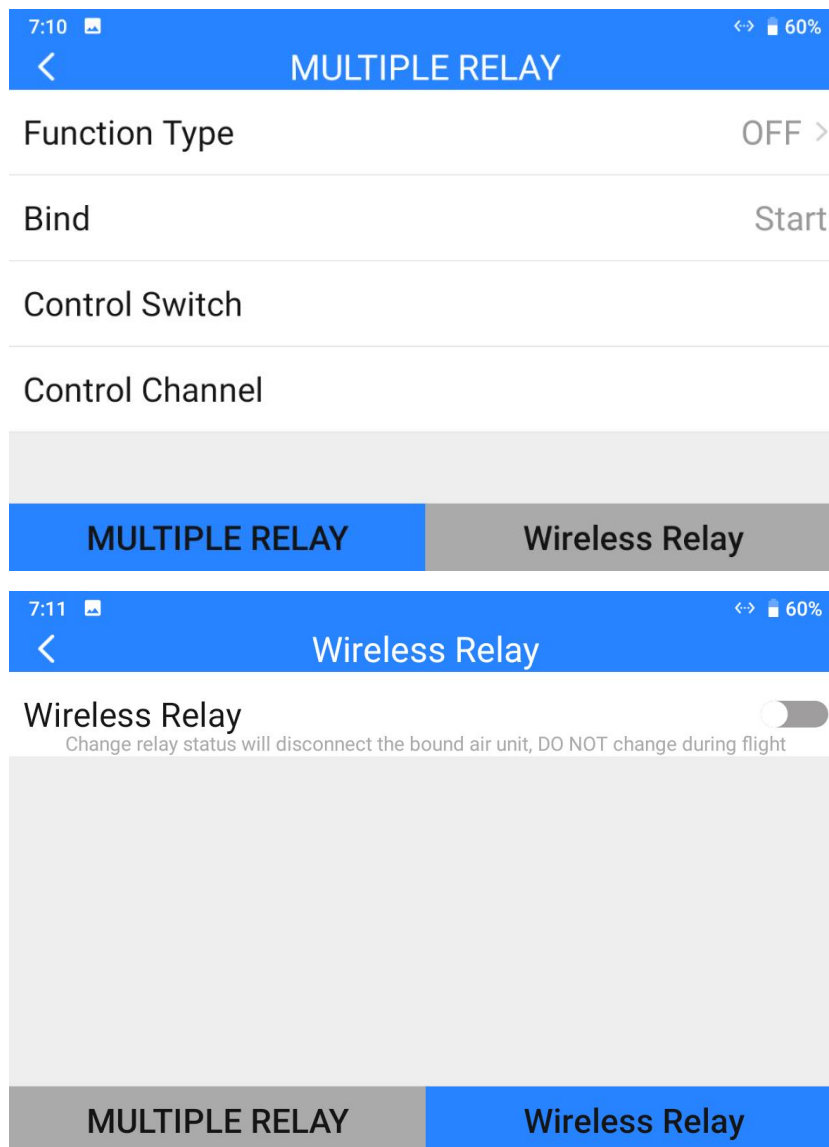 7:10 60%
MULTIPLE RELAY
Function Type OFF
Bind Start
Control Switch
Control Channel
MULTIPLE RELAY Wireless Relay
7:11 60%
Wireless Relay
Wireless Relay
Change relay status will disconnect the bound air unit, DO NOT change during flight
MULTIPLE RELAY Wireless Relay